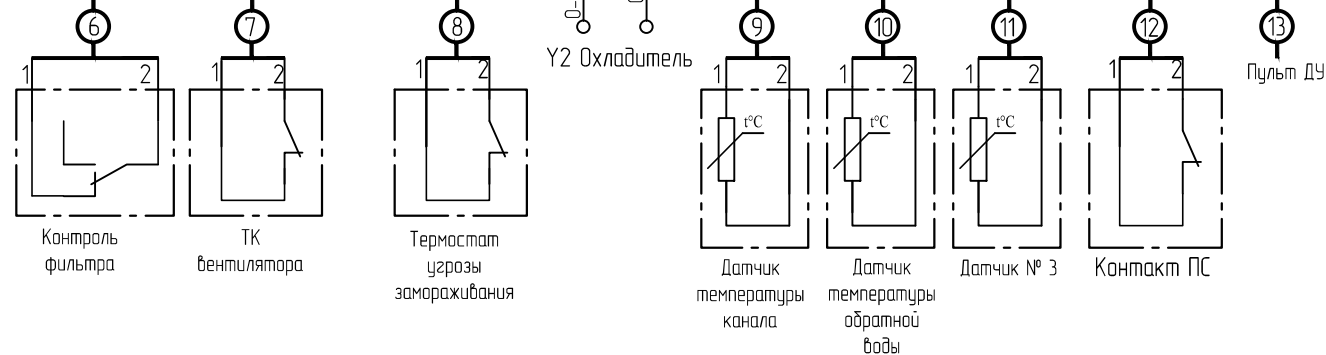 6
7
8
0-
9
10
11
12
13
Y2 Охладитель
Пульт ДУ
1 2
1 2
1 2
1 2
1 2
1 2
1 2
t°C
t°C
t°C
Контроль
фильтра
ТК
вентилятора
Термостат
угрозы
замораживания
Датчик
температуры
канала
Датчик
температуры
обратной
воды
Датчик № 3
Контакт ПС